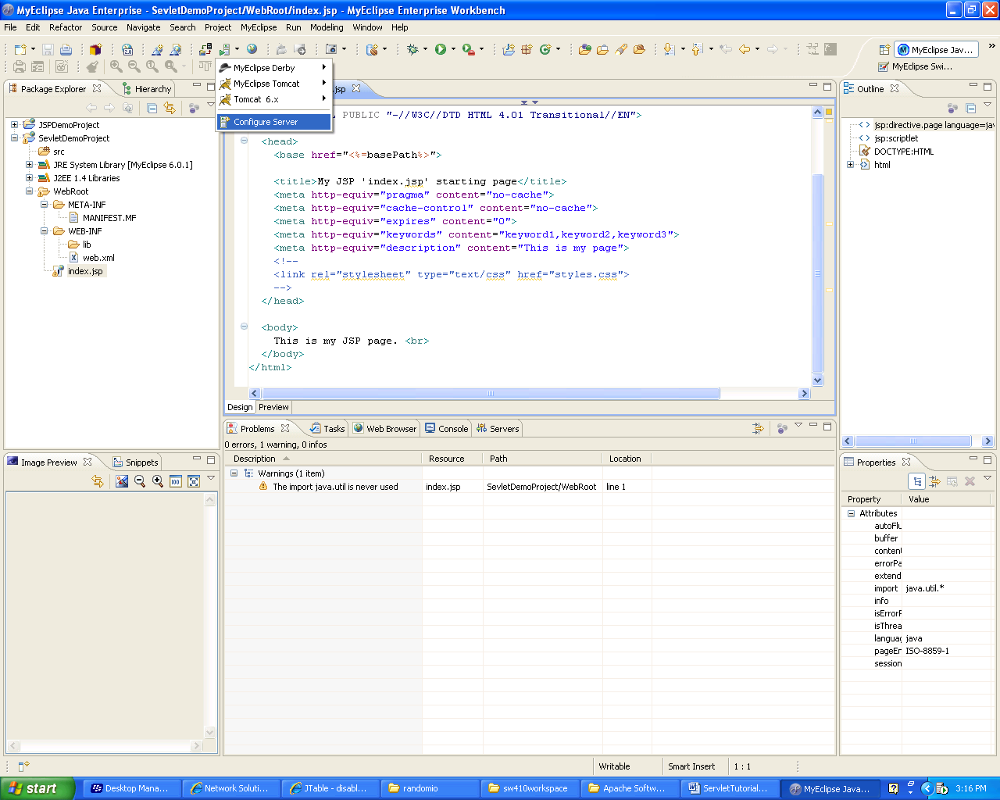 MyEclipse Java Enterprise - SevletDemoProject/WebRoot/index.jsp - MyEclipse Enterprise Workbench
File Edit Refactor Source Navigate Search Project MyEclipse Run Modeling Window Help
MyEclipse Java...
MyEclipse Swi...
MyEclipse Derby
MyEclipse Tomcat
Tomcat 6.x
Configure Server
Package Explorer
Hierarchy
JSPDemoProject
SevletDemoProject
src
JRE System Library [MyEclipse 6.0.1]
J2EE 1.4 Libraries
WebRoot
META-INF
MANIFEST.MF
WEB-INF
lib
web.xml
index.jsp
.jsp
PUBLIC "-//W3C//DTD HTML 4.01 Transitional//EN">
<head>
<base href="<%=basePath%>">
<title>My JSP 'index.jsp' starting page</title>
<meta http-equiv="pragma" content="no-cache">
<meta http-equiv="cache-control" content="no-cache">
<meta http-equiv="expires" content="0">
<meta http-equiv="keywords" content="keyword1,keyword2,keyword3">
<meta http-equiv="description" content="This is my page">
<!--
<link rel="stylesheet" type="text/css" href="styles.css">
-->
</head>
<body>
This is my JSP page. <br>
</body>
</html>
Design Preview
Outline
jsp:directive.page language=jav
jsp:scriptlet
DOCTYPE:HTML
html
Problems Tasks Web Browser Console Servers
0 errors, 1 warning, 0 infos
Description Resource Path Location
Warnings (1 item)
The import java.util is never used index.jsp SevletDemoProject/WebRoot line 1
Image Preview Snippets
100
Properties
Property Value
Attributes
autoFlu
buffer
content
errorPa
extend
import java.util.*
info
isErrorP
isThrea
languag java
pageEn ISO-8859-1
session
Writable Smart Insert 1 : 1
start
Desktop Mana...
Network Soluti...
JTable - disabl...
randomio
sw410workspace
Apache Softw...
ServletTutorial...
MyEclipse Java...
3:16 PM